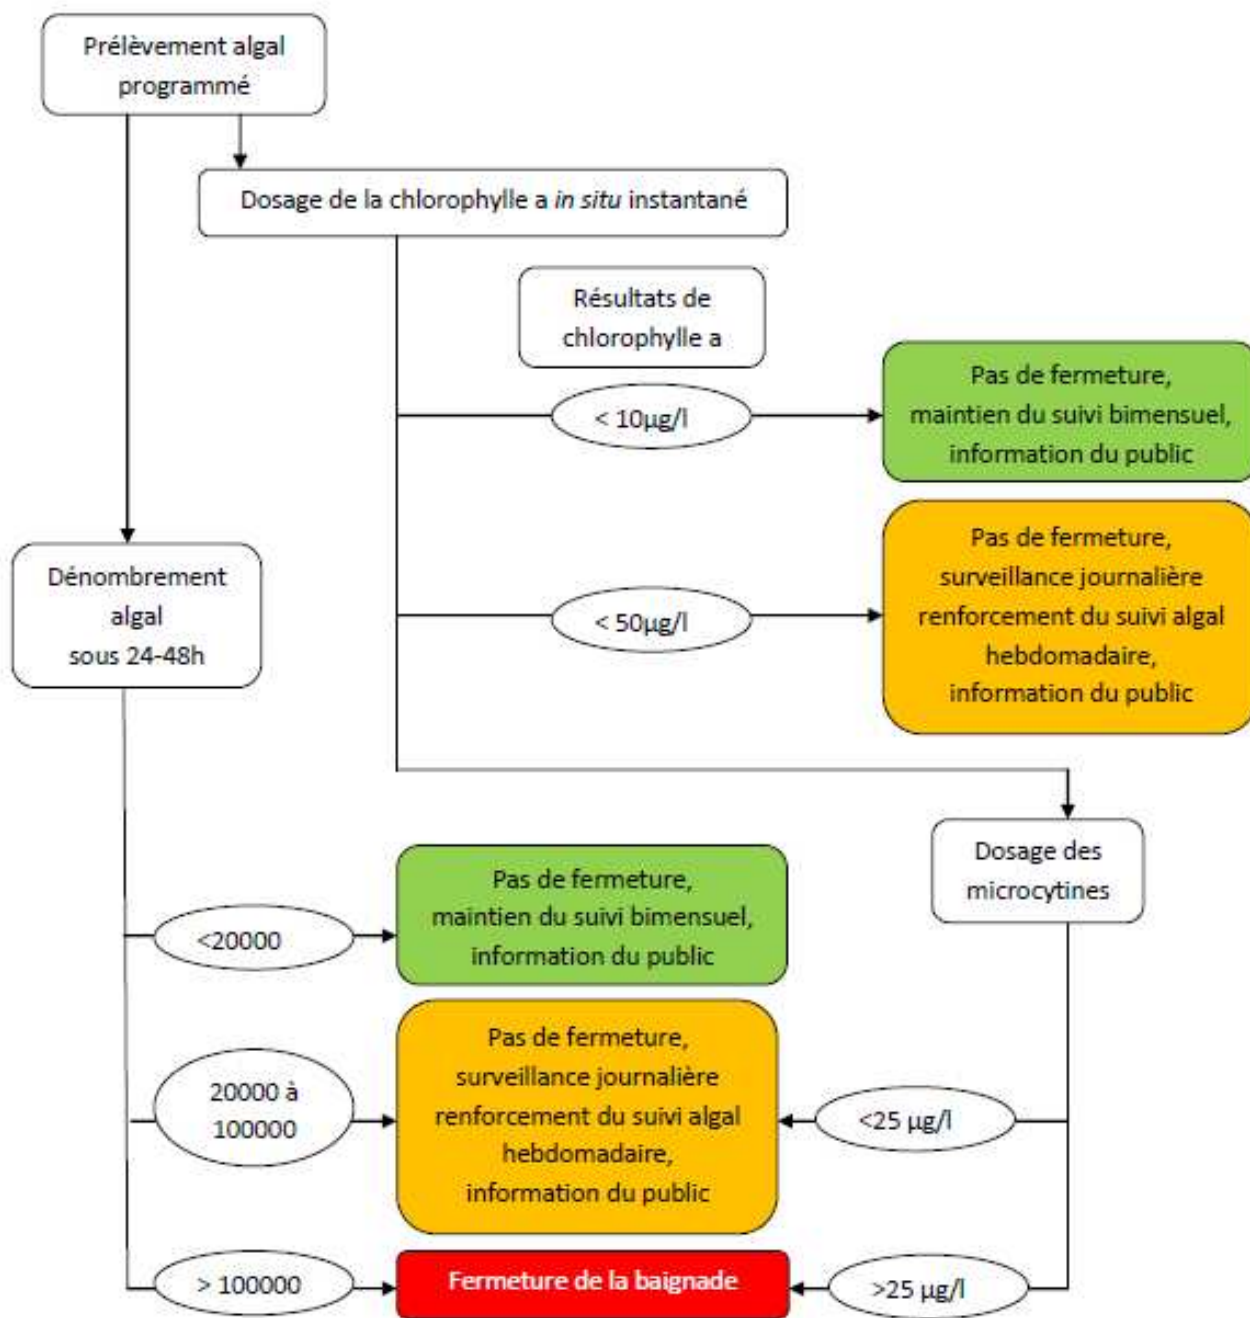 Prélèvement algal
programmé
Dosage de la chlorophylle a in situ instantané
Résultats de
chlorophylle a
< 10µg/l
Pas de fermeture,
maintien du suivi bimensuel,
information du public
< 50µg/l
Pas de fermeture,
surveillance journalière
renforcement du suivi algal
hebdomadaire,
information du public
Dénombrement
algal
sous 24-48h
Dosage des
microcytines
<20000
Pas de fermeture,
maintien du suivi bimensuel,
information du public
20000 à
100000
Pas de fermeture,
surveillance journalière
renforcement du suivi algal
hebdomadaire,
information du public
<25 µg/l
> 100000
Fermeture de la baignade
>25 µg/l